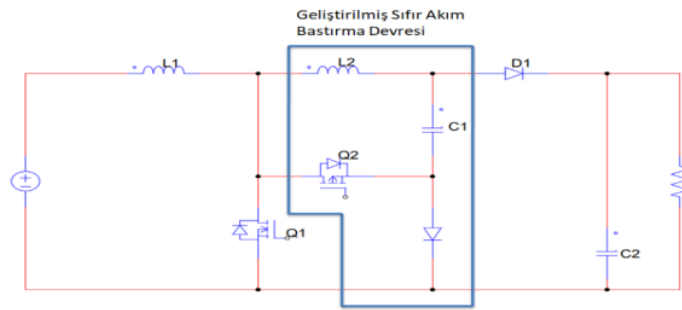 Geliştirilmiş Sıfır Akım
Bastırma Devresi
L1
L2
D1
C1
Q2
Q1
C2